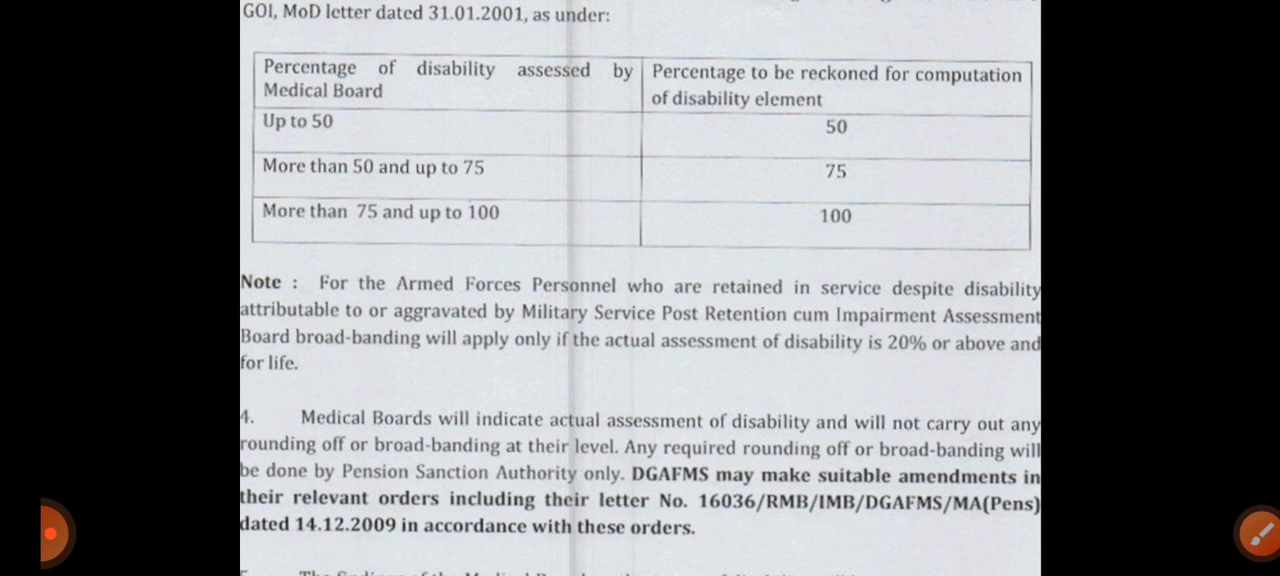 GOI, MoD letter dated 31.01.2001, as under:
Percentage of disability assessed by Medical Board
Percentage to be reckoned for computation of disability element
Up to 50
50
More than 50 and up to 75
75
More than 75 and up to 100
100
Note : For the Armed Forces Personnel who are retained in service despite disability
attributable to or aggravated by Military Service Post Retention cum Impairment Assessment
Board broad-banding will apply only if the actual assessment of disability is 20% or above and
for life.
4. Medical Boards will indicate actual assessment of disability and will not carry out any
rounding off or broad-banding at their level. Any required rounding off or broad-banding will
be done by Pension Sanction Authority only. DGAFMS may make suitable amendments in
their relevant orders including their letter No. 16036/RMB/IMB/DGAFMS/MA(Pens)
dated 14.12.2009 in accordance with these orders.